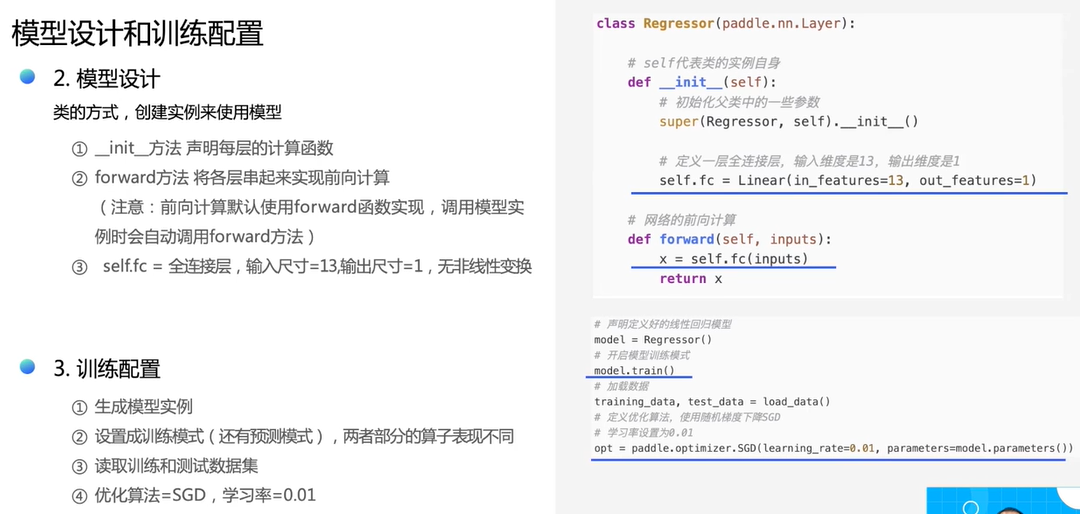 模型设计和训练配置
2. 模型设计
类的方式，创建实例来使用模型
① __init__方法 声明每层的计算函数
② forward方法 将各层串起来实现前向计算
（注意：前向计算默认使用forward函数实现，调用模型实
例时会自动调用forward方法）
③ self.fc = 全连接层，输入尺寸=13,输出尺寸=1，无非线性变换
3. 训练配置
① 生成模型实例
② 设置成训练模式（还有预测模式），两者部分的算子表现不同
③ 读取训练和测试数据集
④ 优化算法=SGD，学习率=0.01
class Regressor(paddle.nn.Layer):
# self代表类的实例自身
def __init__(self):
# 初始化父类中的一些参数
super(Regressor, self).__init__()
# 定义一层全连接层，输入维度是13，输出维度是1
self.fc = Linear(in_features=13, out_features=1)
# 网络的前向计算
def forward(self, inputs):
x = self.fc(inputs)
return x
# 声明定义好的线性回归模型
model = Regressor()
# 开启模型训练模式
model.train()
# 加载数据
training_data, test_data = load_data()
# 定义优化算法，使用随机梯度下降SGD
# 学习率设置为0.01
opt = paddle.optimizer.SGD(learning_rate=0.01, parameters=model.parameters())